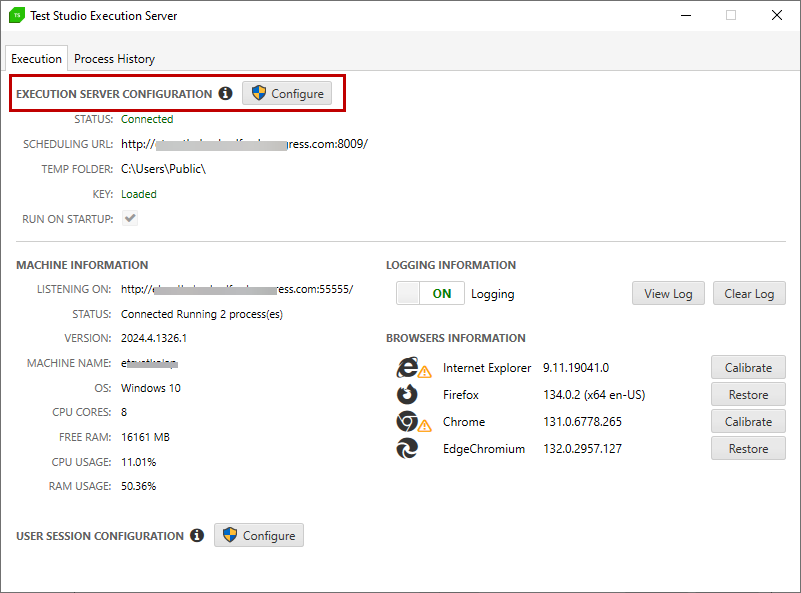 TS Test Studio Execution Server
Execution Process History
EXECUTION SERVER CONFIGURATION Configure
STATUS: Connected
SCHEDULING URL: http:// ress.com:8009/
TEMP FOLDER: C:\Users\Public\
KEY: Loaded
RUN ON STARTUP:
MACHINE INFORMATION
LISTENING ON: http:// ess.com:55555/
STATUS: Connected Running 2 process(es)
VERSION: 2024.4.1326.1
MACHINE NAME:
OS: Windows 10
CPU CORES: 8
FREE RAM: 16161 MB
CPU USAGE: 11.01%
RAM USAGE: 50.36%
LOGGING INFORMATION
ON Logging View Log Clear Log
BROWSERS INFORMATION
Internet Explorer 9.11.19041.0 Calibrate
Firefox 134.0.2 (x64 en-US) Restore
Chrome 131.0.6778.265 Calibrate
EdgeChromium 132.0.2957.127 Restore
USER SESSION CONFIGURATION Configure